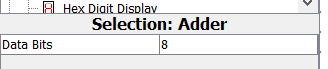 Hex Digit Display
Selection: Adder
Data Bits 8